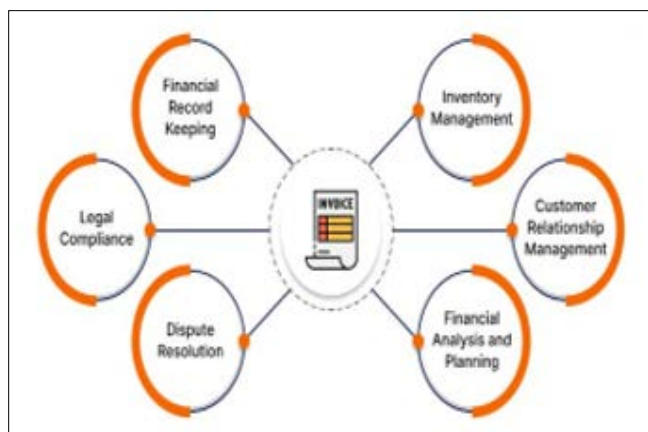 Financial
Record
Keeping
Inventory
Management
Legal
Compliance
INVOICE
Customer
Relationship
Management
Dispute
Resolution
Financial
Analysis and
Planning